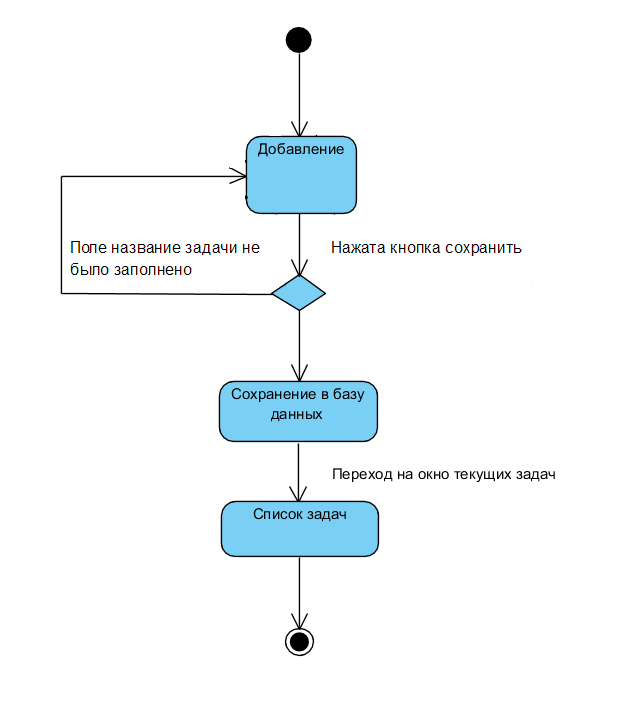 Добавление
Поле название задачи не
было заполнено
Нажата кнопка сохранить
Сохранение в базу
данных
Переход на окно текущих задач
Список задач